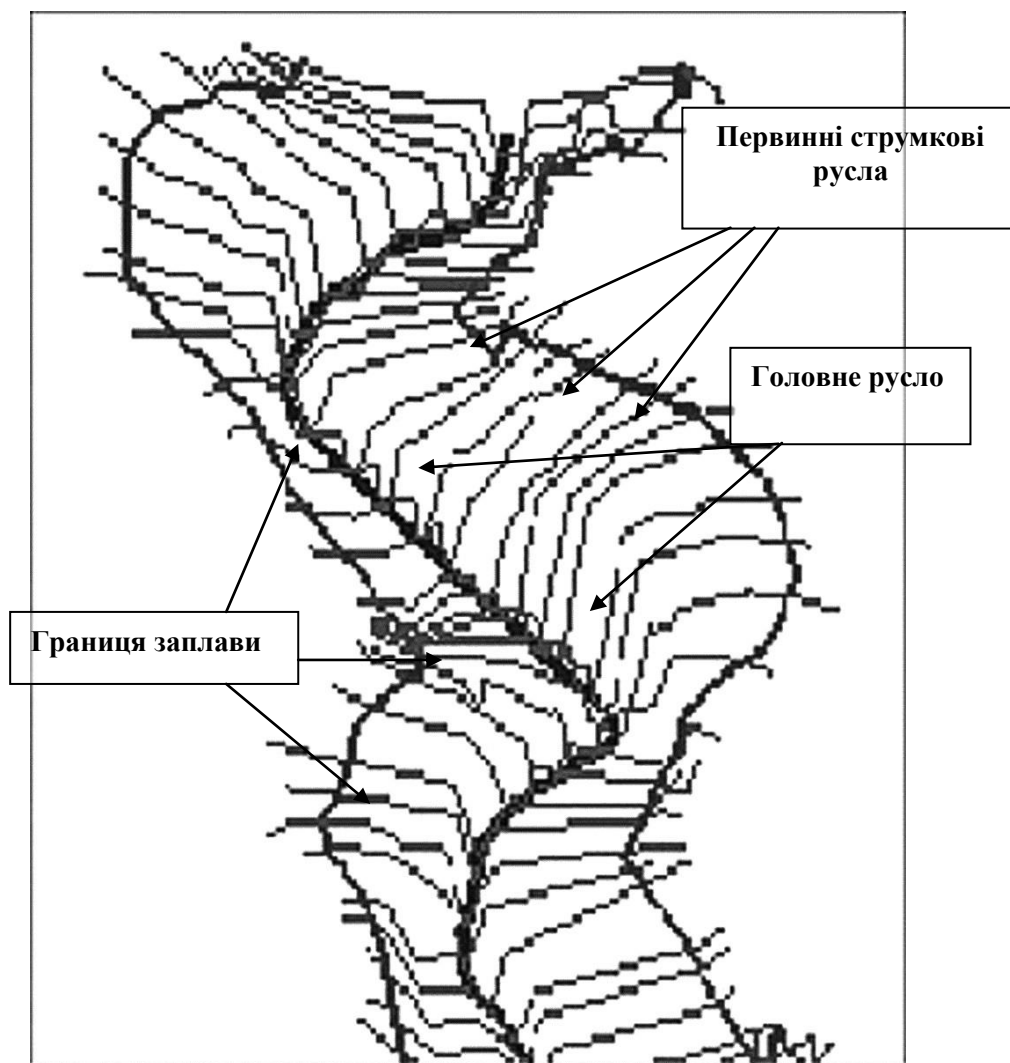 Первинні струмкові
русла
Головне русло
Границя заплави